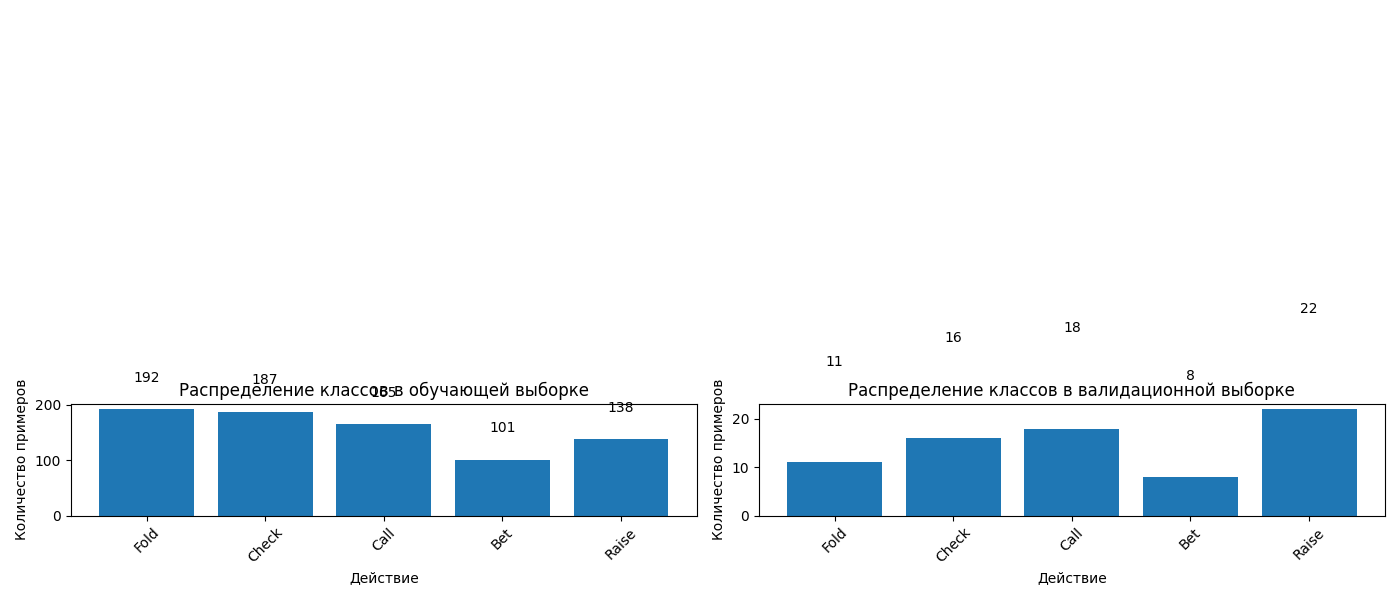 Распределение классов в обучающей выборке
192
187
165
101
138
Количество примеров
200
100
0
Fold
Check
Call
Bet
Raise
Действие
Распределение классов в валидационной выборке
11
16
18
8
22
Количество примеров
20
10
0
Fold
Check
Call
Bet
Raise
Действие